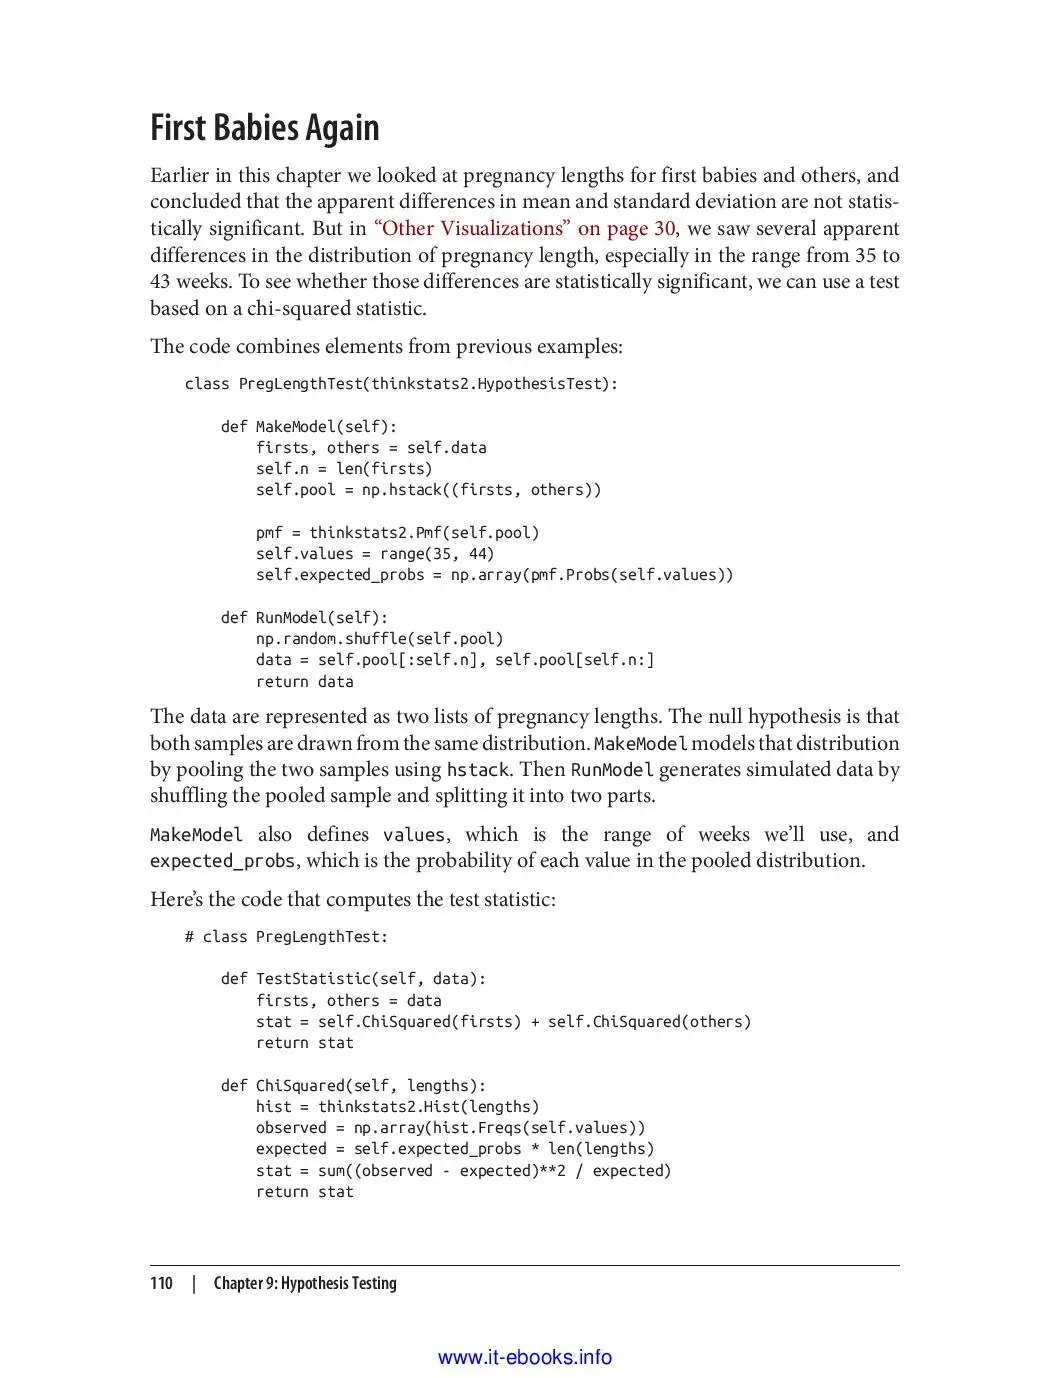 First Babies Again
Earlier in this chapter we looked at pregnancy lengths for first babies and others, and
concluded that the apparent differences in mean and standard deviation are not statis-
tically significant. But in “Other Visualizations” on page 30, we saw several apparent
differences in the distribution of pregnancy length, especially in the range from 35 to
43 weeks. To see whether those differences are statistically significant, we can use a test
based on a chi-squared statistic.
The code combines elements from previous examples:
class PregLengthTest(thinkstats2.HypothesisTest):
    def MakeModel(self):
        firsts, others = self.data
        self.n = len(firsts)
        self.pool = np.hstack((firsts, others))
        pmf = thinkstats2.Pmf(self.pool)
        self.values = range(35, 44)
        self.expected_probs = np.array(pmf.Probs(self.values))
    def RunModel(self):
        np.random.shuffle(self.pool)
        data = self.pool[:self.n], self.pool[self.n:]
        return data
The data are represented as two lists of pregnancy lengths. The null hypothesis is that
both samples are drawn from the same distribution. MakeModel models that distribution
by pooling the two samples using hstack. Then RunModel generates simulated data by
shuffling the pooled sample and splitting it into two parts.
MakeModel also defines values, which is the range of weeks we’ll use, and
expected_probs, which is the probability of each value in the pooled distribution.
Here’s the code that computes the test statistic:
# class PregLengthTest:
    def TestStatistic(self, data):
        firsts, others = data
        stat = self.ChiSquared(firsts) + self.ChiSquared(others)
        return stat
    def ChiSquared(self, lengths):
        hist = thinkstats2.Hist(lengths)
        observed = np.array(hist.Freqs(self.values))
        expected = self.expected_probs * len(lengths)
        stat = sum((observed - expected)**2 / expected)
        return stat
110 | Chapter 9: Hypothesis Testing
www.it-ebooks.info